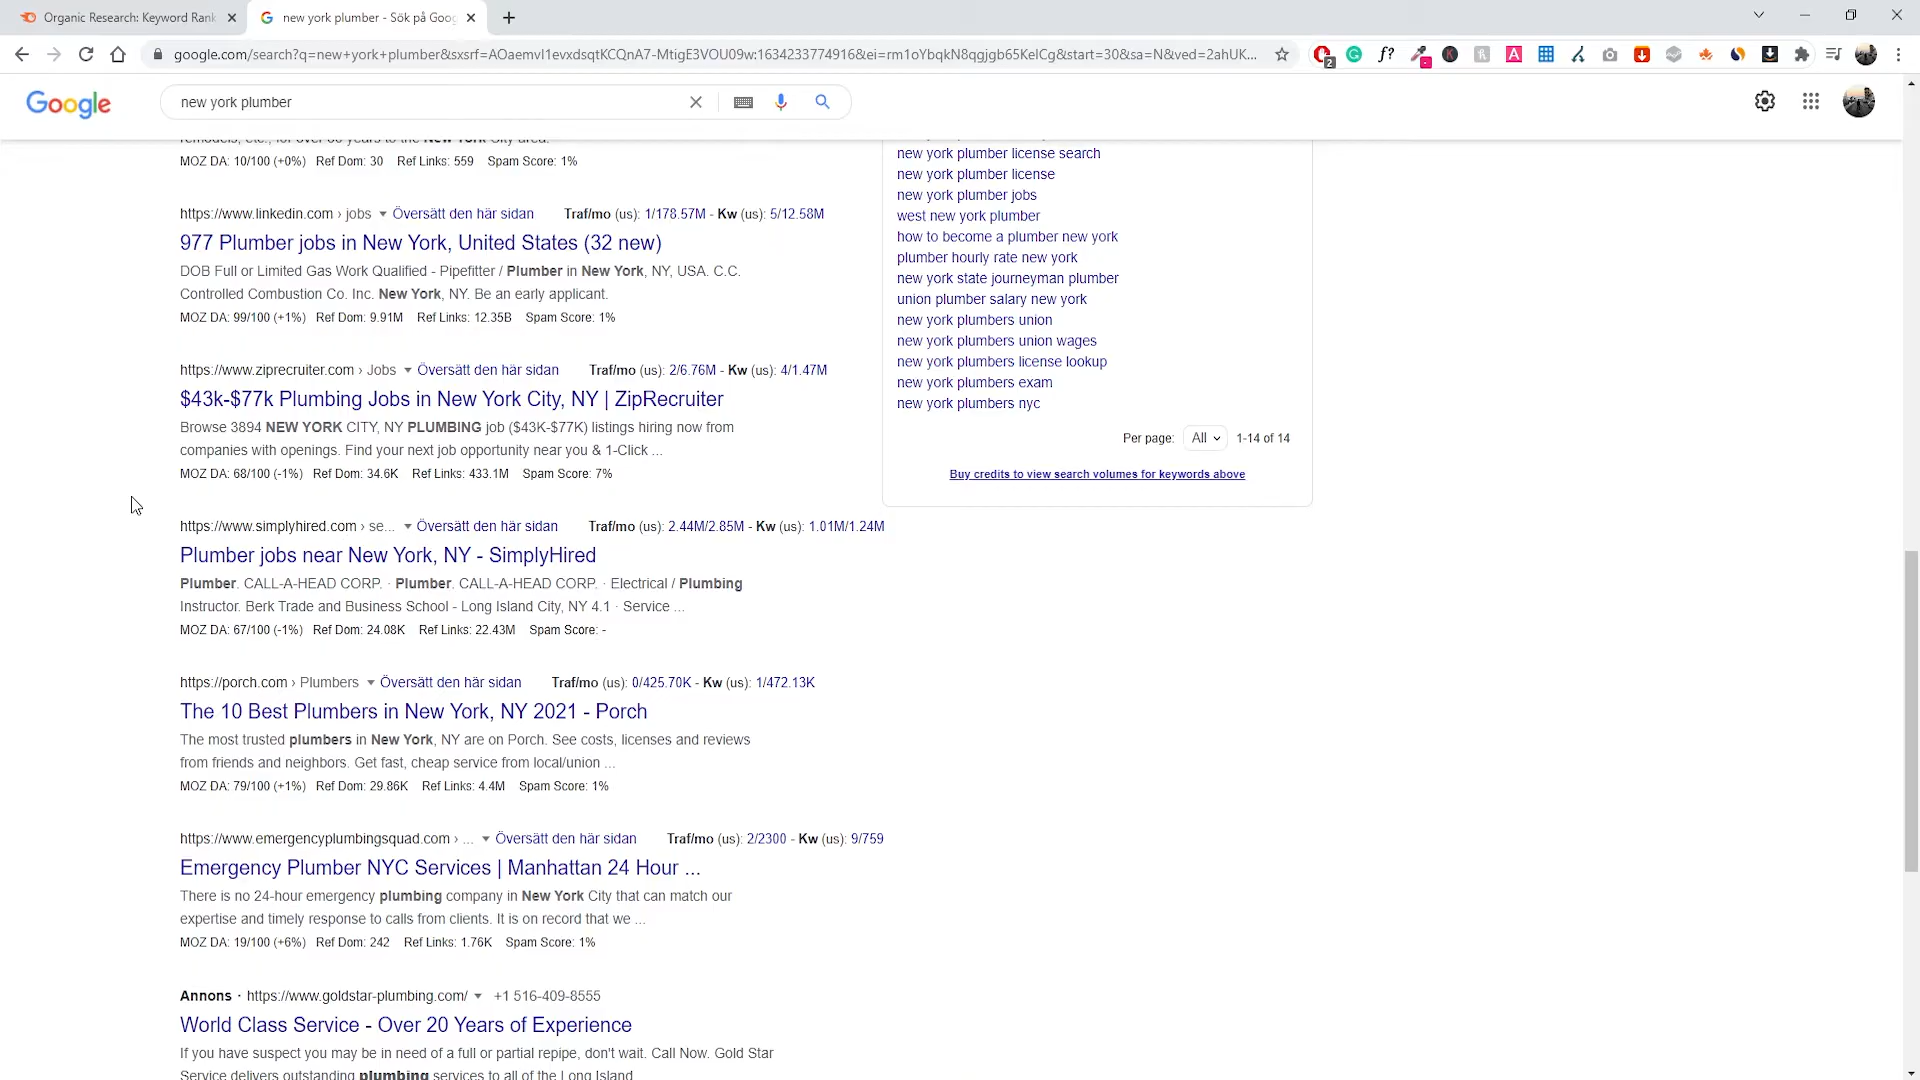 Organic Research: Keyword Rank
new york plumber - Sök på Goog
google.com/search?q=new+york+plumber&sxsrf=AOaemvI1evxdsqtKCQnA7-MtigE3VOU09w:1634233774916&ei=rm1oYbqkN8qgjgb65KelCg&start=30&sa=N&ved=2ahUK...
Google
new york plumber
remodels, etc., for over 60 years to the New York City area.
MOZ DA: 10/100 (+0%) Ref Dom: 30 Ref Links: 559 Spam Score: 1%
https://www.linkedin.com › jobs Översätt den här sidan Traf/mo (us): 1/178.57M - Kw (us): 5/12.58M
977 Plumber jobs in New York, United States (32 new)
DOB Full or Limited Gas Work Qualified - Pipefitter / Plumber in New York, NY, USA. C.C.
Controlled Combustion Co. Inc. New York, NY. Be an early applicant.
MOZ DA: 99/100 (+1%) Ref Dom: 9.91M Ref Links: 12.35B Spam Score: 1%
https://www.ziprecruiter.com › Jobs Översätt den här sidan Traf/mo (us): 2/6.76M - Kw (us): 4/1.47M
$43k-$77k Plumbing Jobs in New York City, NY | ZipRecruiter
Browse 3894 NEW YORK CITY, NY PLUMBING job ($43K-$77K) listings hiring now from
companies with openings. Find your next job opportunity near you & 1-Click ...
MOZ DA: 68/100 (-1%) Ref Dom: 34.6K Ref Links: 433.1M Spam Score: 7%
https://www.simplyhired.com › se... Översätt den här sidan Traf/mo (us): 2.44M/2.85M - Kw (us): 1.01M/1.24M
Plumber jobs near New York, NY - SimplyHired
Plumber. CALL-A-HEAD CORP. · Plumber. CALL-A-HEAD CORP. · Electrical / Plumbing
Instructor. Berk Trade and Business School - Long Island City, NY 4.1 · Service ...
MOZ DA: 67/100 (-1%) Ref Dom: 24.08K Ref Links: 22.43M Spam Score: -
https://porch.com › Plumbers Översätt den här sidan Traf/mo (us): 0/425.70K - Kw (us): 1/472.13K
The 10 Best Plumbers in New York, NY 2021 - Porch
The most trusted plumbers in New York, NY are on Porch. See costs, licenses and reviews
from friends and neighbors. Get fast, cheap service from local/union ...
MOZ DA: 79/100 (+1%) Ref Dom: 29.86K Ref Links: 4.4M Spam Score: 1%
https://www.emergencyplumbingsquad.com › ... Översätt den här sidan Traf/mo (us): 2/2300 - Kw (us): 9/759
Emergency Plumber NYC Services | Manhattan 24 Hour ...
There is no 24-hour emergency plumbing company in New York City that can match our
expertise and timely response to calls from clients. It is on record that we ...
MOZ DA: 19/100 (+6%) Ref Dom: 242 Ref Links: 1.76K Spam Score: 1%
Annons · https://www.goldstar-plumbing.com/ +1 516-409-8555
World Class Service - Over 20 Years of Experience
If you have suspect you may be in need of a full or partial repipe, don't wait. Call Now. Gold Star
Service delivers outstanding plumbing services to all of the Long Island
new york plumber license search
new york plumber license
new york plumber jobs
west new york plumber
how to become a plumber new york
plumber hourly rate new york
new york state journeyman plumber
union plumber salary new york
new york plumbers union
new york plumbers union wages
new york plumbers license lookup
new york plumbers exam
new york plumbers nyc
Per page: All 1-14 of 14
Buy credits to view search volumes for keywords above